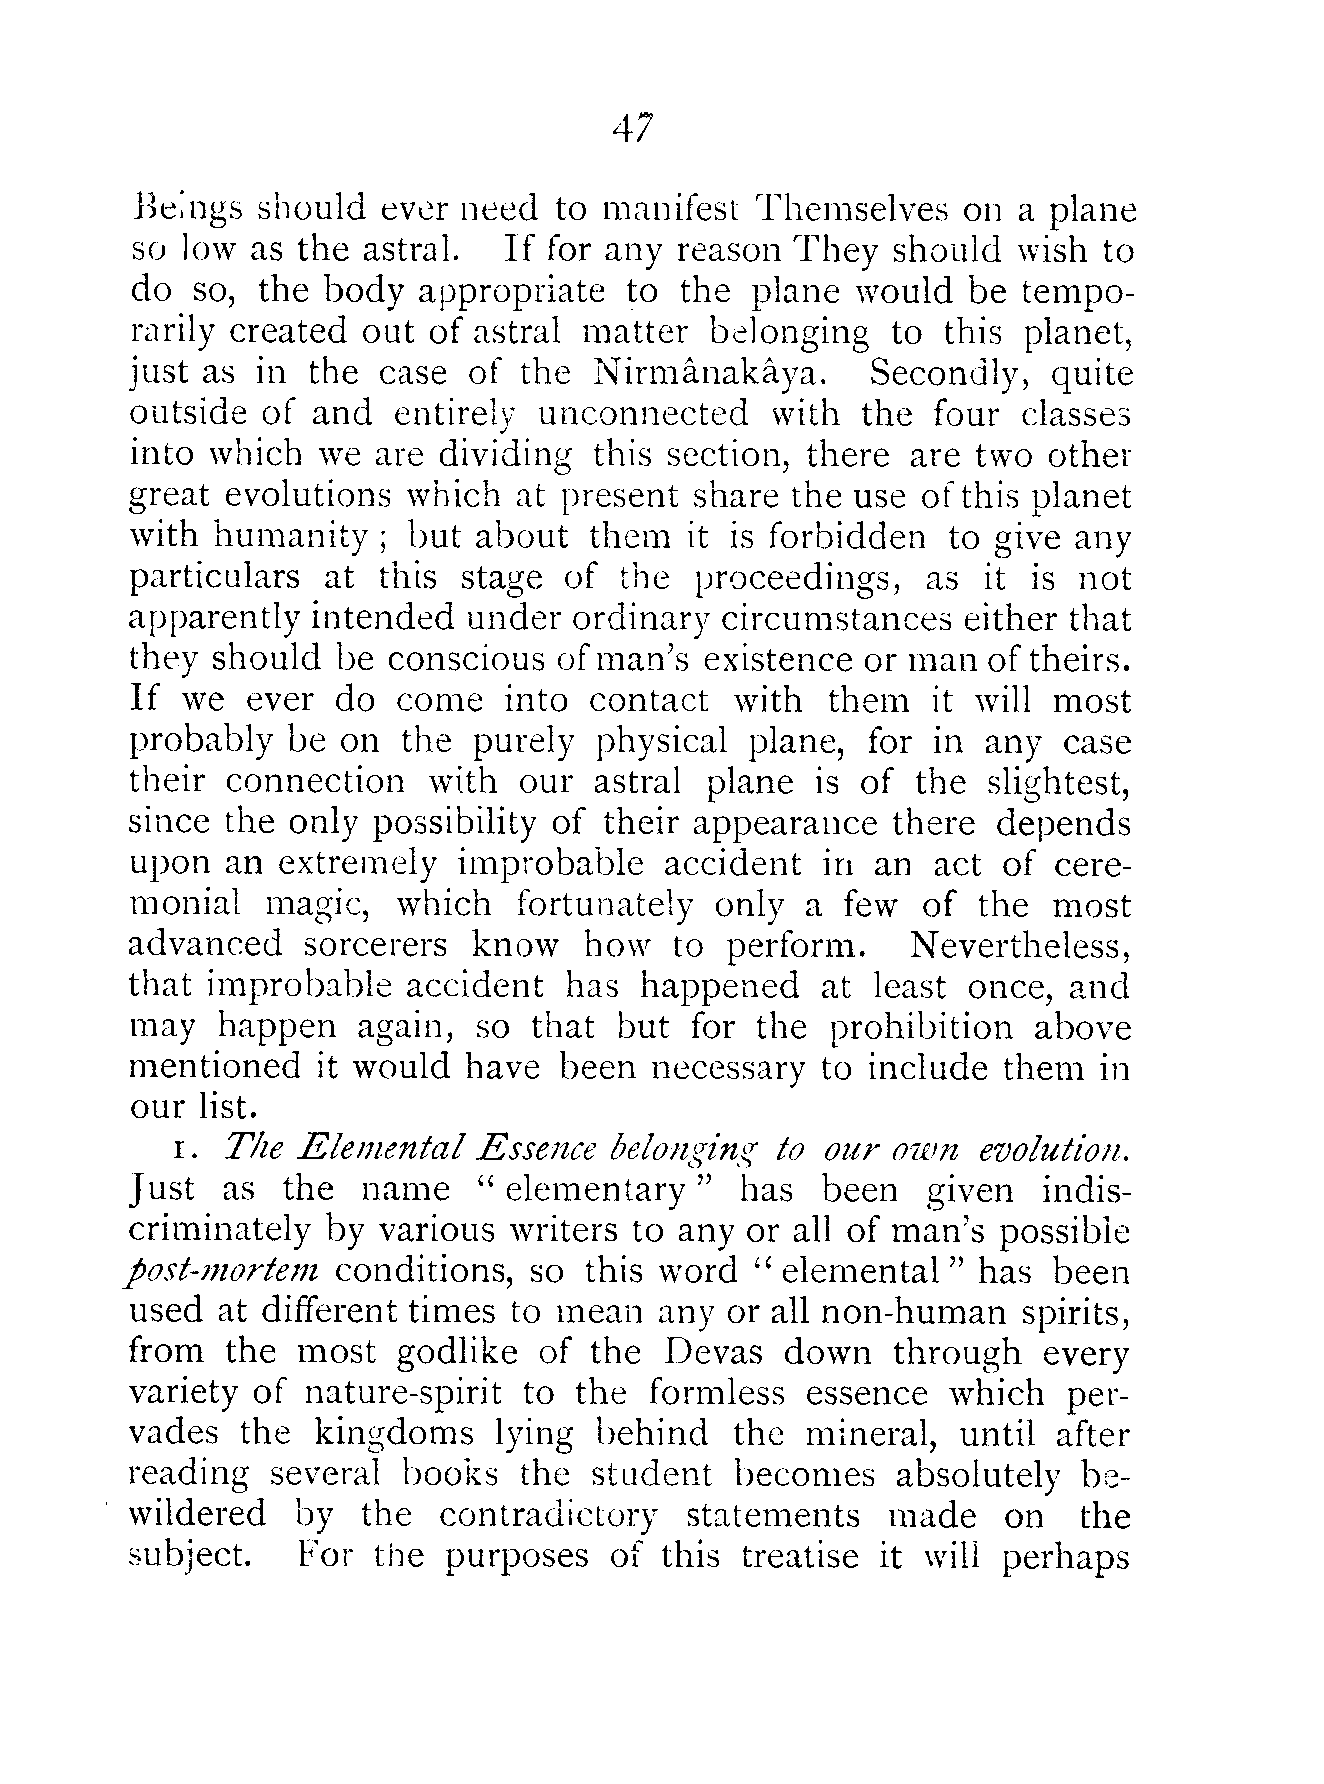 47
Beings should ever need to manifest Themselves on a plane
so low as the astral. If for any reason They should wish to
do so, the body appropriate to the plane would be tempo-
rarily created out of astral matter belonging to this planet,
just as in the case of the Nirmânakâya. Secondly, quite
outside of and entirely unconnected with the four classes
into which we are dividing this section, there are two other
great evolutions which at present share the use of this planet
with humanity ; but about them it is forbidden to give any
particulars at this stage of the proceedings, as it is not
apparently intended under ordinary circumstances either that
they should be conscious of man's existence or man of theirs.
If we ever do come into contact with them it will most
probably be on the purely physical plane, for in any case
their connection with our astral plane is of the slightest,
since the only possibility of their appearance there depends
upon an extremely improbable accident in an act of cere-
monial magic, which fortunately only a few of the most
advanced sorcerers know how to perform. Nevertheless,
that improbable accident has happened at least once, and
may happen again, so that but for the prohibition above
mentioned it would have been necessary to include them in
our list.
1. The Elemental Essence belonging to our own evolution.
Just as the name " elementary " has been given indis-
criminately by various writers to any or all of man's possible
post-mortem conditions, so this word " elemental " has been
used at different times to mean any or all non-human spirits,
from the most godlike of the Devas down through every
variety of nature-spirit to the formless essence which per-
vades the kingdoms lying behind the mineral, until after
reading several books the student becomes absolutely be-
wildered by the contradictory statements made on the
subject. For the purposes of this treatise it will perhaps